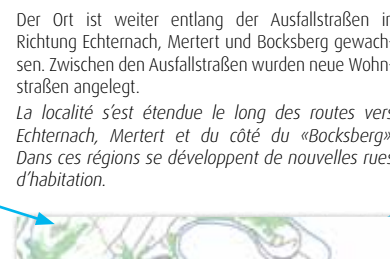 Der Ort ist weiter entlang der Ausfallstraßen in
Richtung Echternach, Mertert und Bocksberg gewach-
sen. Zwischen den Ausfallstraßen wurden neue Wohn-
straßen angelegt.
La localité s’est étendue le long des routes vers
Echternach, Mertert et du côté du «Bocksberg»
Dans ces régions se développent de nouvelles rues
d’habitation.